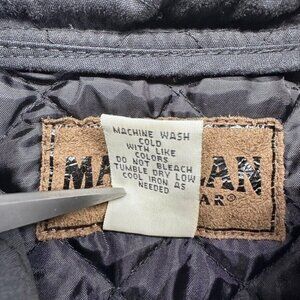 MACHINE WASH
COLD
WITH LIKE
COLORS
DO NOT BLEACH
TUMBLE DRY LOW
COOL IRON AS
NEEDED
MA AN
AR®